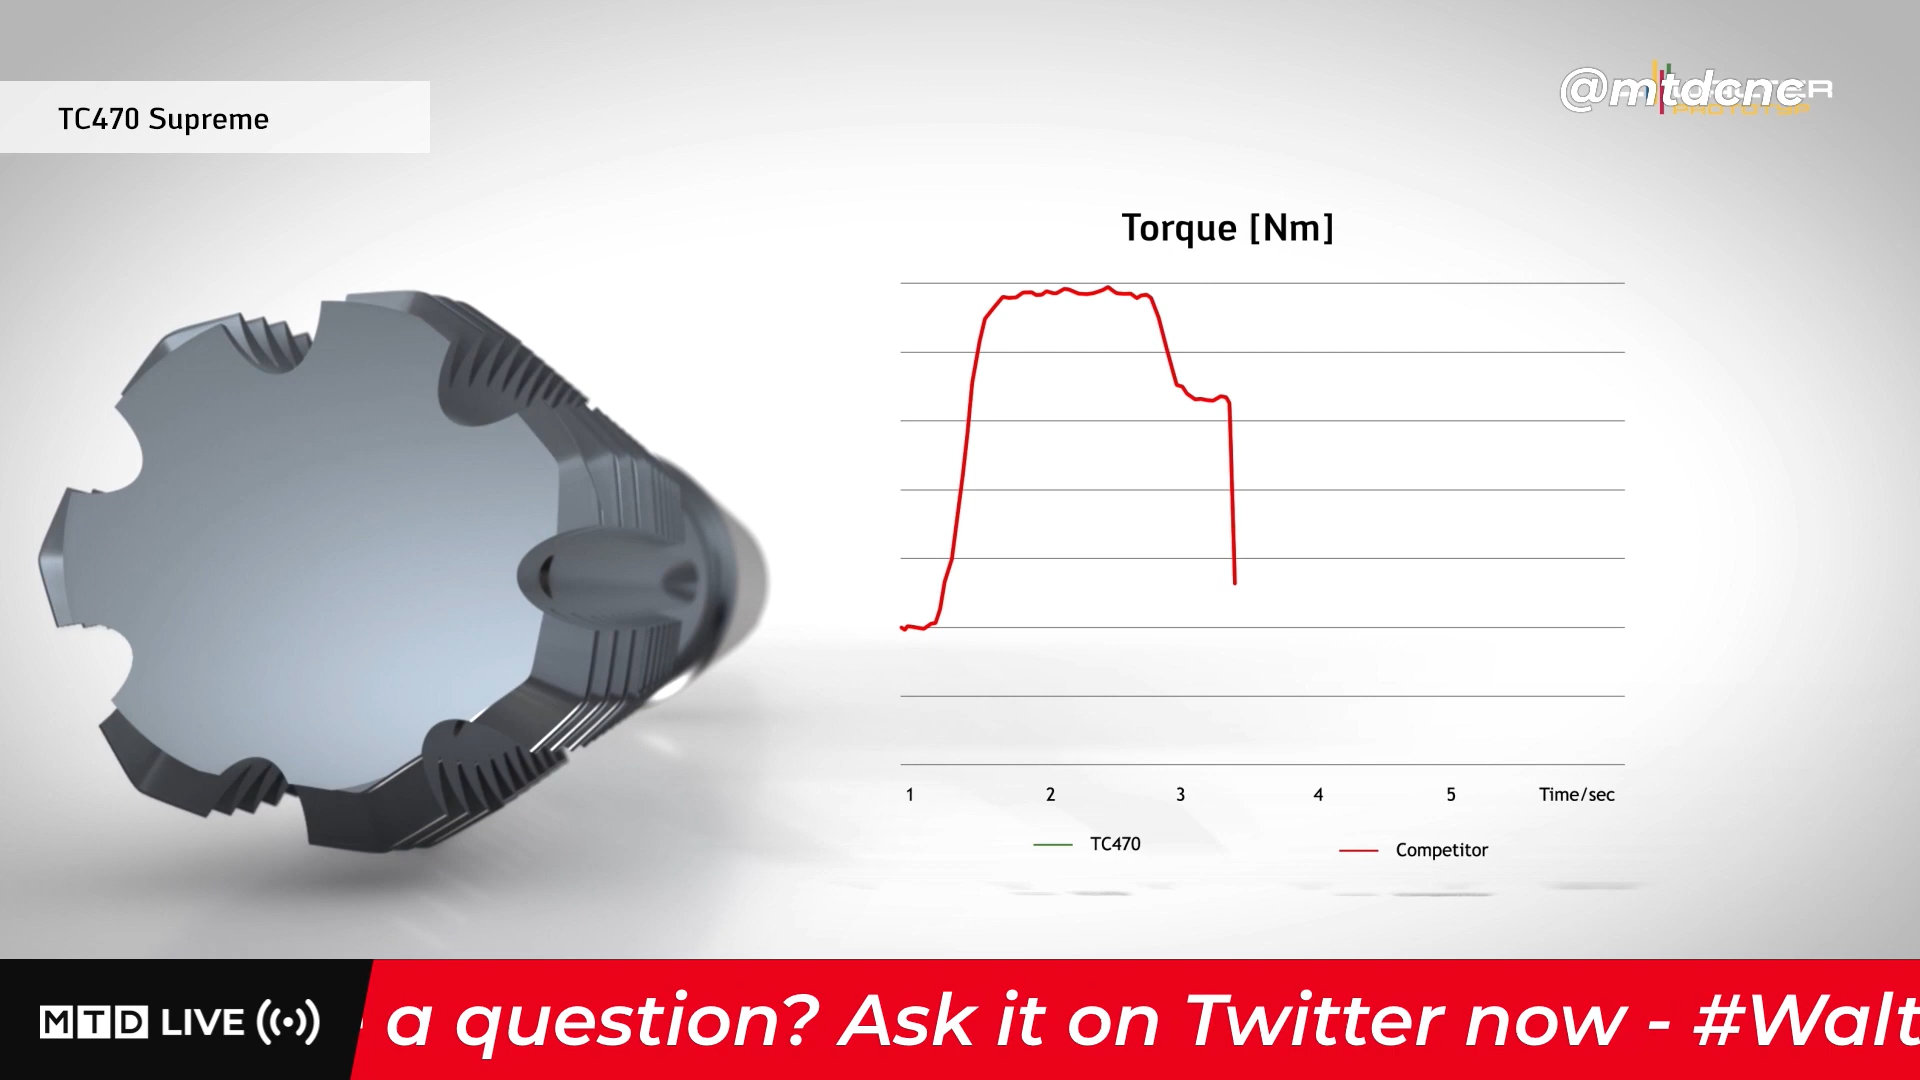 TC470 Supreme
@mtdcnc
Torque [Nm]
1 2 3 4 5 Time/sec
TC470
Competitor
MTD LIVE
a question? Ask it on Twitter now - #Walt